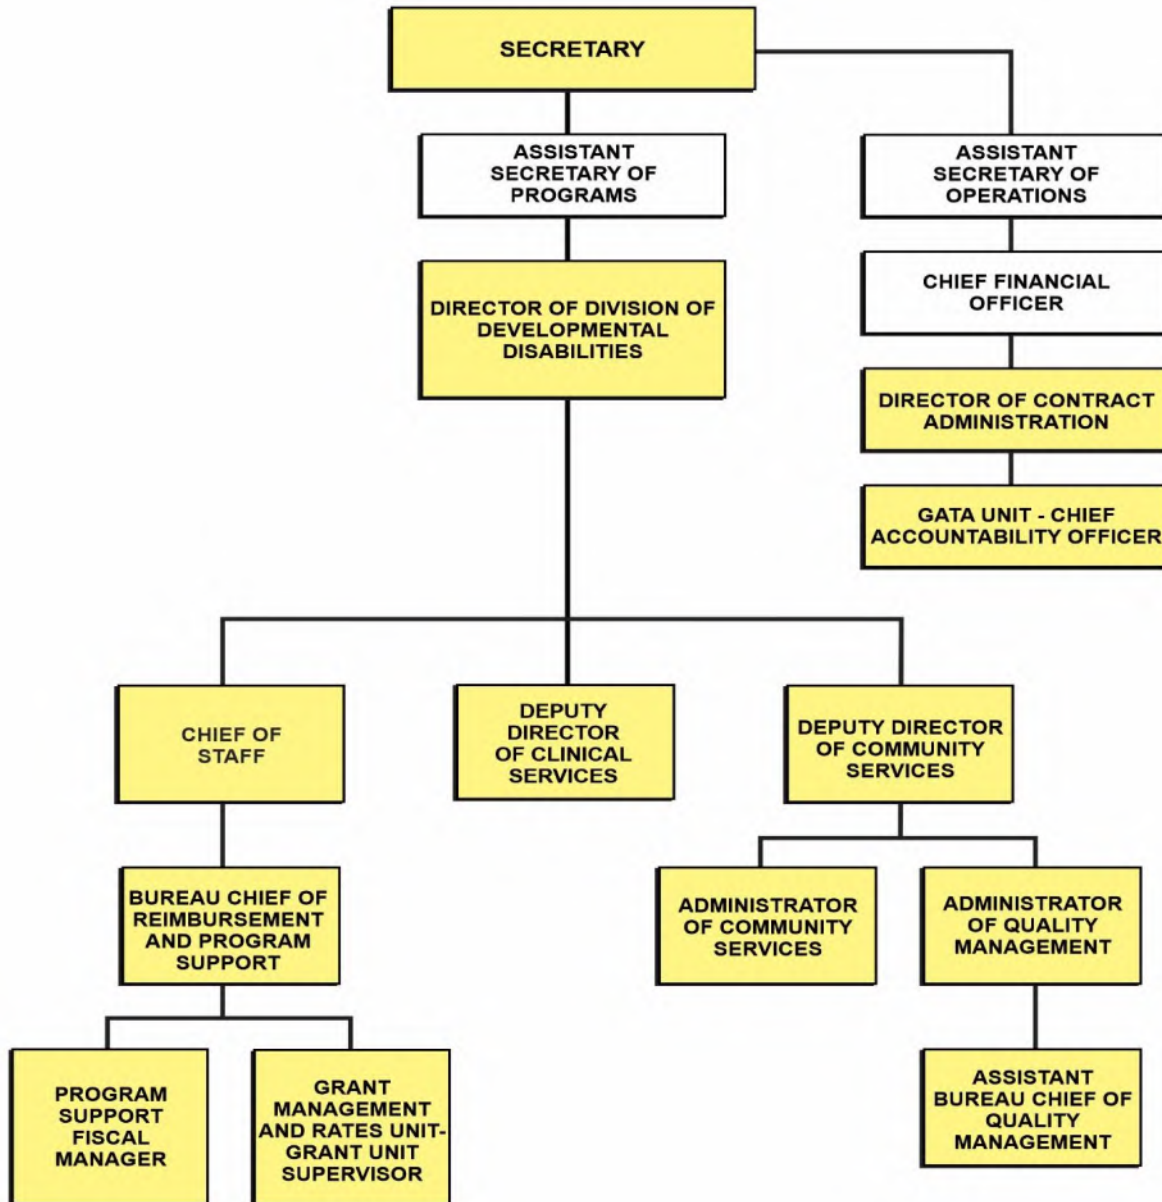 SECRETARY
ASSISTANT
SECRETARY OF
PROGRAMS
ASSISTANT
SECRETARY OF
OPERATIONS
DIRECTOR OF DIVISION OF
DEVELOPMENTAL
DISABILITIES
CHIEF FINANCIAL
OFFICER
DIRECTOR OF CONTRACT
ADMINISTRATION
GATA UNIT - CHIEF
ACCOUNTABILITY OFFICER
CHIEF OF
STAFF
DEPUTY
DIRECTOR
OF CLINICAL
SERVICES
DEPUTY DIRECTOR
OF COMMUNITY
SERVICES
BUREAU CHIEF OF
REIMBURSEMENT
AND PROGRAM
SUPPORT
ADMINISTRATOR
OF COMMUNITY
SERVICES
ADMINISTRATOR
OF QUALITY
MANAGEMENT
PROGRAM
SUPPORT
FISCAL
MANAGER
GRANT
MANAGEMENT
AND RATES UNIT-
GRANT UNIT
SUPERVISOR
ASSISTANT
BUREAU CHIEF OF
QUALITY
MANAGEMENT